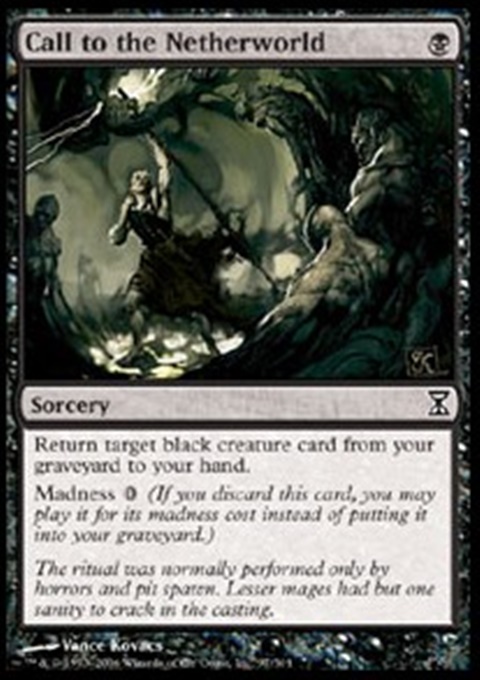 Call to the Netherworld
Sorcery
Return target black creature card from your
graveyard to your hand.
Madness 0 (If you discard this card, you may
play it for its madness cost instead of putting it
into your graveyard.)
The ritual was normally performed only by
horrors and pit spawn. Lesser mages had but one
sanity to crack in the casting.
Vance Kovacs